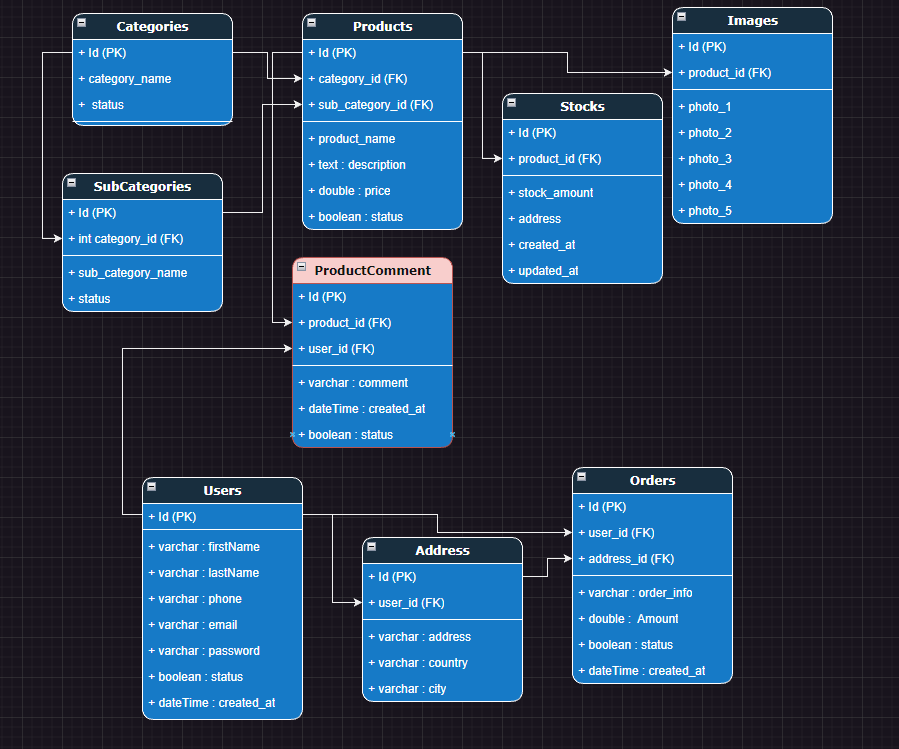 Categories
+ Id (PK)
+ category_name
+ status
Products
+ Id (PK)
+ category_id (FK)
+ sub_category_id (FK)
+ product_name
+ text : description
+ double : price
+ boolean : status
Images
+ Id (PK)
+ product_id (FK)
+ photo_1
+ photo_2
+ photo_3
+ photo_4
+ photo_5
Stocks
+ Id (PK)
+ product_id (FK)
+ stock_amount
+ address
+ created_at
+ updated_at
SubCategories
+ Id (PK)
+ int category_id (FK)
+ sub_category_name
+ status
ProductComment
+ Id (PK)
+ product_id (FK)
+ user_id (FK)
+ varchar : comment
+ dateTime : created_at
+ boolean : status
Users
+ Id (PK)
+ varchar : firstName
+ varchar : lastName
+ varchar : phone
+ varchar : email
+ varchar : password
+ boolean : status
+ dateTime : created_at
Address
+ Id (PK)
+ user_id (FK)
+ varchar : address
+ varchar : country
+ varchar : city
Orders
+ Id (PK)
+ user_id (FK)
+ address_id (FK)
+ varchar : order_info
+ double : Amount
+ boolean : status
+ dateTime : created_at